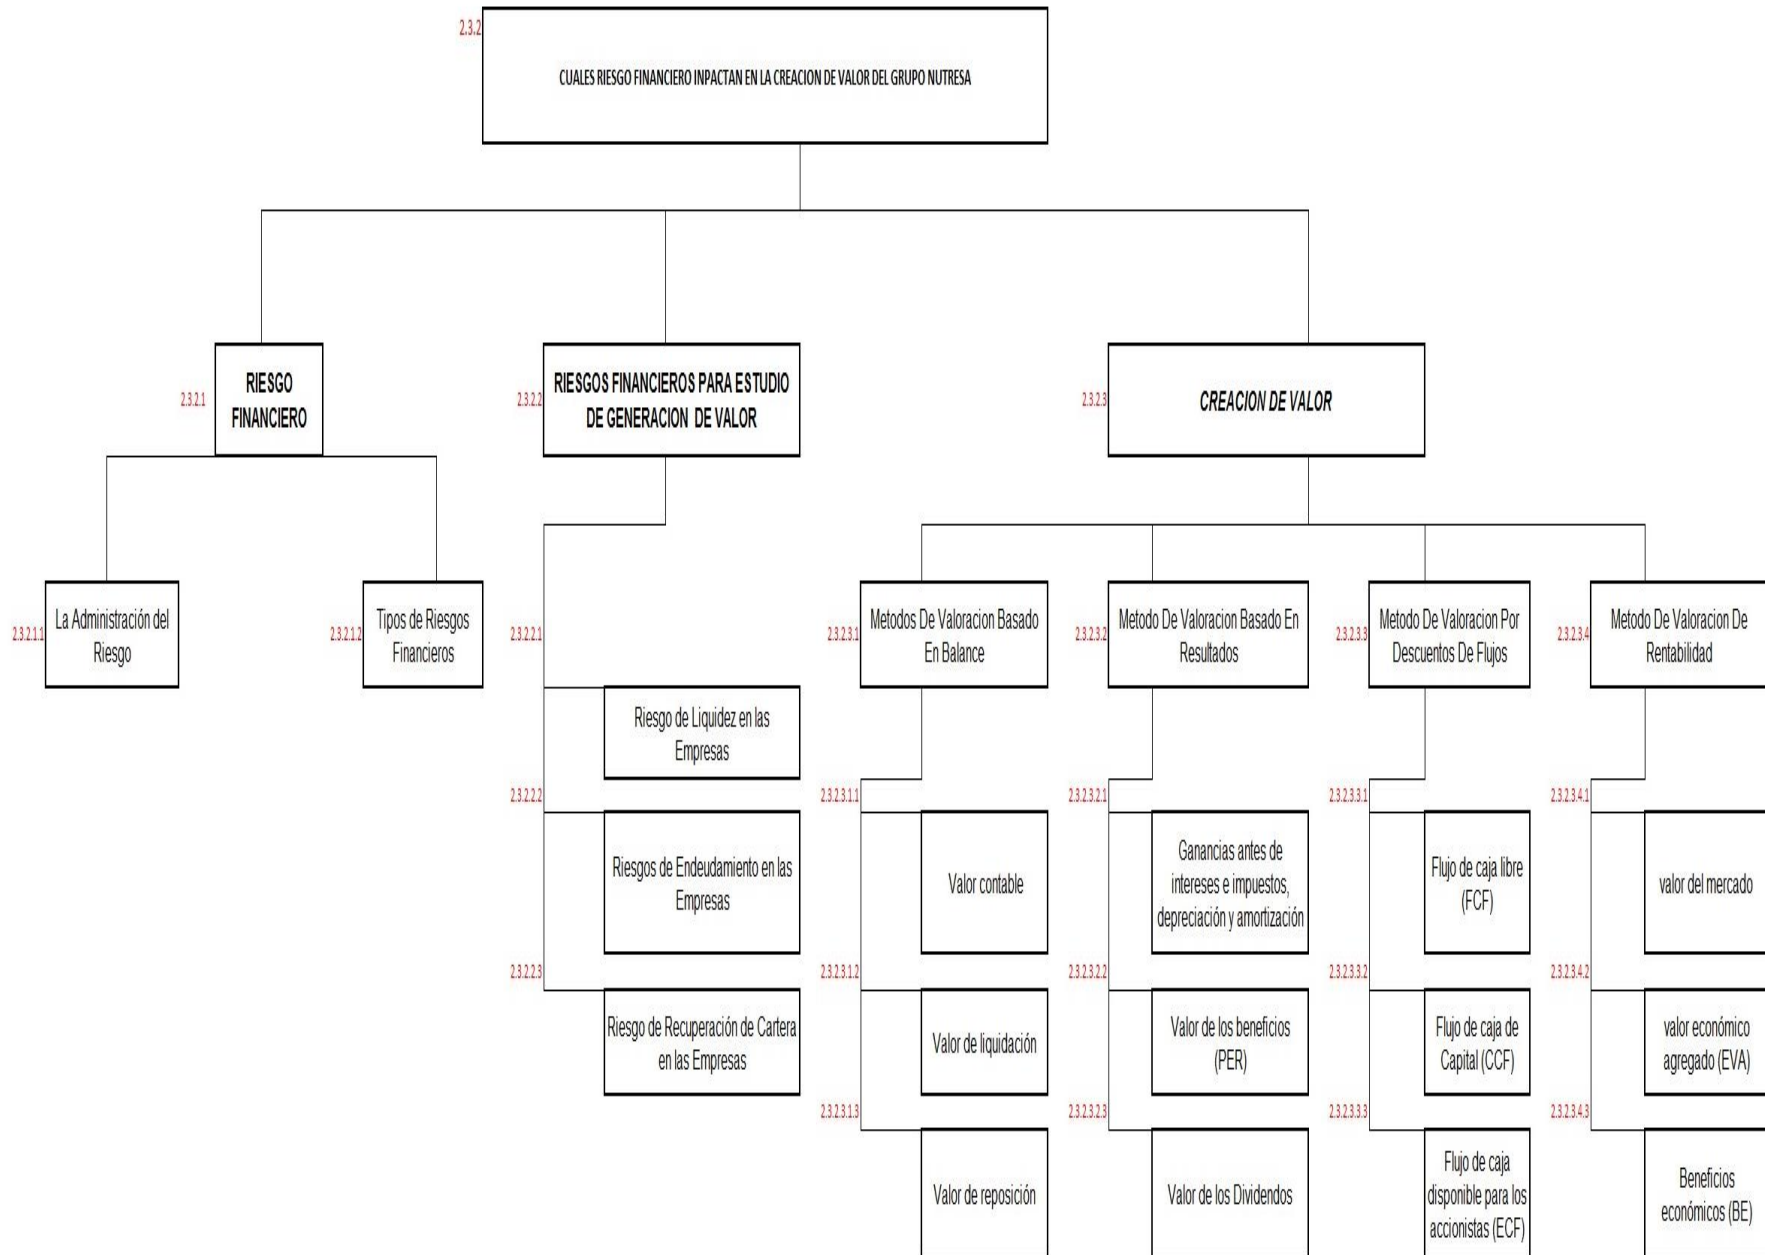 2.3.2
CUALES RIESGO FINANCIERO INPACTAN EN LA CREACION DE VALOR DEL GRUPO NUTRESA
2.3.2.1
RIESGO
FINANCIERO
2.3.2.2
RIESGOS FINANCIEROS PARA ESTUDIO
DE GENERACION DE VALOR
2.3.2.3
CREACION DE VALOR
2.3.2.1.1
La Administración del
Riesgo
2.3.2.1.2
Tipos de Riesgos
Financieros
2.3.2.2.1
Riesgo de Liquidez en las
Empresas
2.3.2.2.2
Riesgos de Endeudamiento en las
Empresas
2.3.2.2.3
Riesgo de Recuperación de Cartera
en las Empresas
2.3.2.3.1
Metodos De Valoracion Basado
En Balance
2.3.2.3.1.1
Valor contable
2.3.2.3.1.2
Valor de liquidación
2.3.2.3.1.3
Valor de reposición
2.3.2.3.2
Metodo De Valoracion Basado En
Resultados
2.3.2.3.2.1
Ganancias antes de
intereses e impuestos,
depreciación y amortización
2.3.2.3.2.2
Valor de los beneficios
(PER)
2.3.2.3.2.3
Valor de los Dividendos
2.3.2.3.3
Metodo De Valoracion Por
Descuentos De Flujos
2.3.2.3.3.1
Flujo de caja libre
(FCF)
2.3.2.3.3.2
Flujo de caja de
Capital (CCF)
2.3.2.3.3.3
Flujo de caja
disponible para los
accionistas (ECF)
2.3.2.3.4
Metodo De Valoracion De
Rentabilidad
2.3.2.3.4.1
valor del mercado
2.3.2.3.4.2
valor económico
agregado (EVA)
2.3.2.3.4.3
Beneficios
económicos (BE)